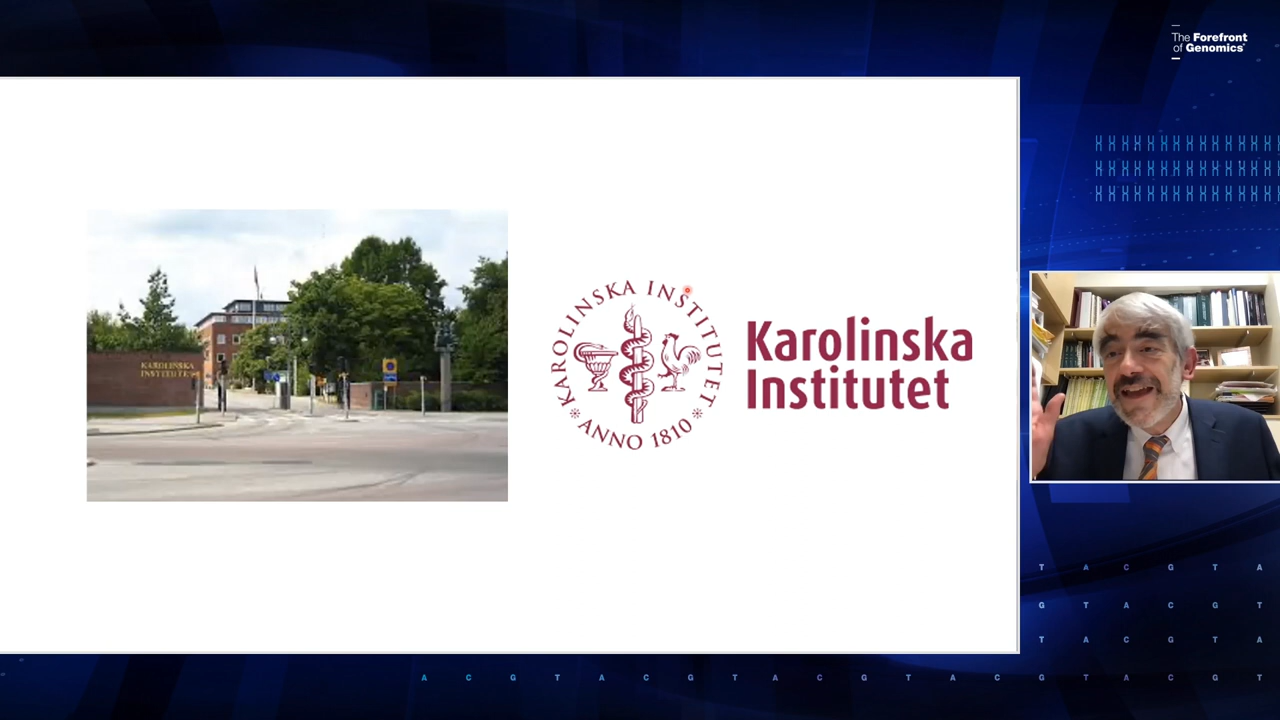 The Forefront
of Genomics®
KAROLINSKA
INSTITUTET
KAROLINSKA INSTITUTET
ANNO 1810
Karolinska
Institutet
T A C G T A
G T A C G T
T A C G T A
A C G T A C G T A C G T A C G T A C G T